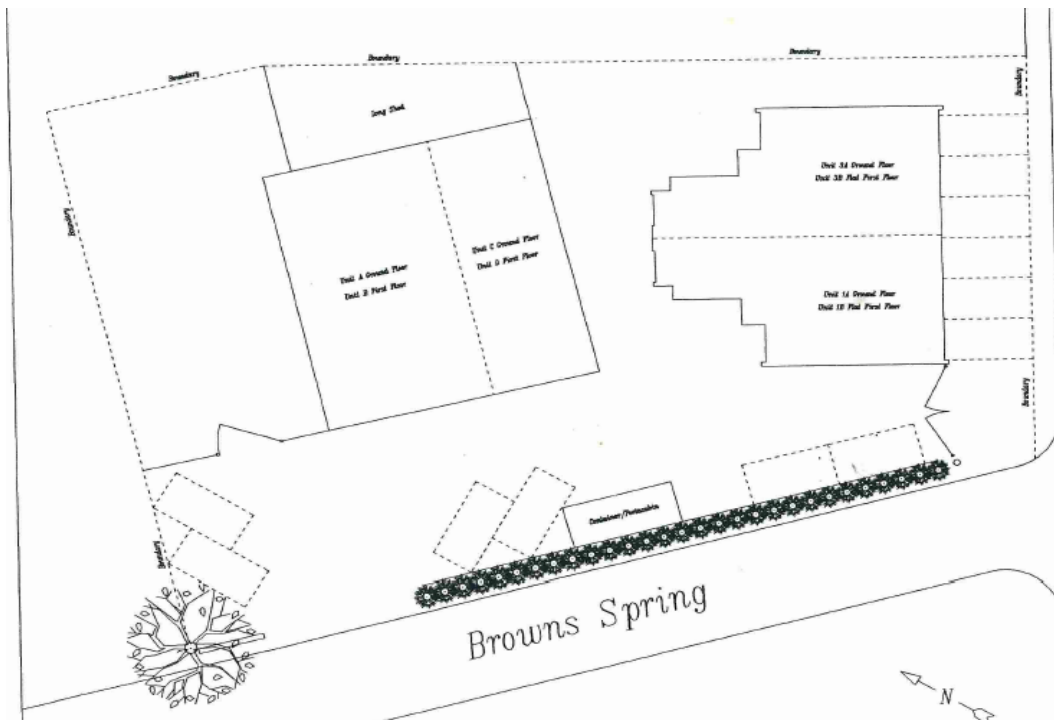 Boundary
Boundary
Boundary
Boundary
Long Shed
Unit 3A Ground Floor
Unit 3B Flat First Floor
Boundary
Unit C Ground Floor
Unit D First Floor
Unit A Ground Floor
Unit B First Floor
Unit 1A Ground Floor
Unit 1B Flat First Floor
Boundary
Container/Portacabin
Boundary
Browns Spring
N